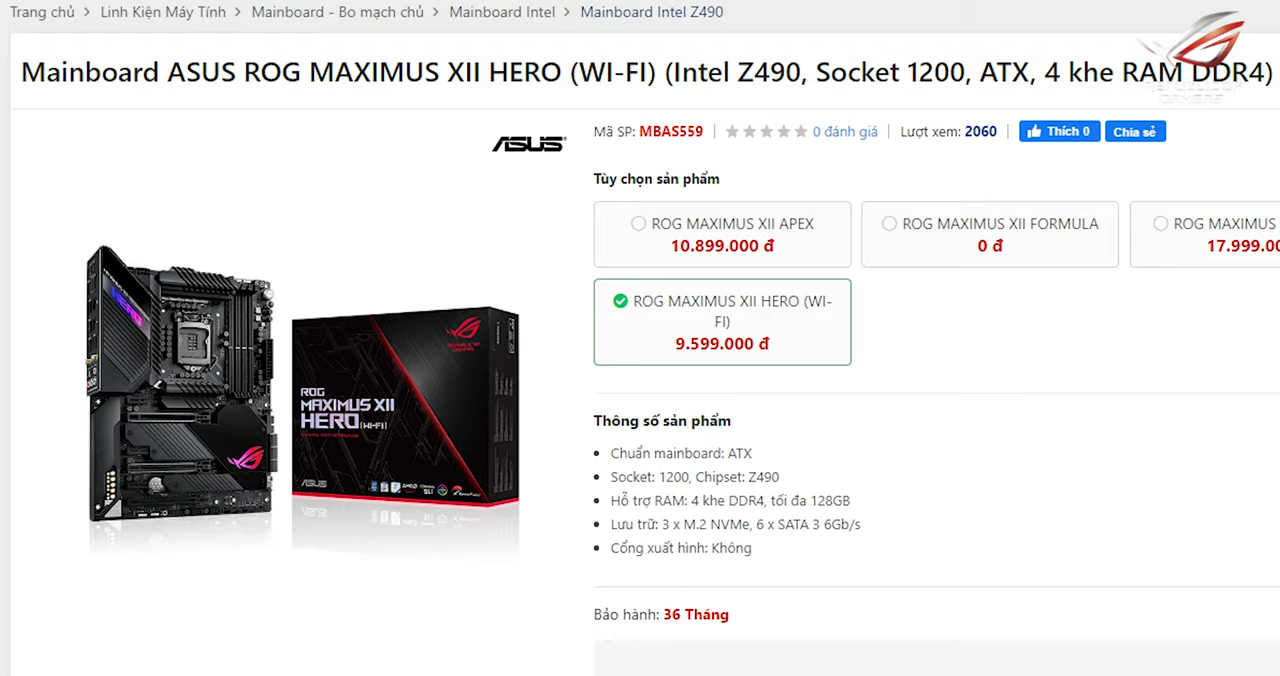 Trang chủ > Linh Kiện Máy Tính > Mainboard - Bo mạch chủ > Mainboard Intel > Mainboard Intel Z490
Mainboard ASUS ROG MAXIMUS XII HERO (WI-FI) (Intel Z490, Socket 1200, ATX, 4 khe RAM DDR4)
ASUS
Mã SP: MBAS559 | 0 đánh giá | Lượt xem: 2060 | Thích 0 Chia sẻ
Tùy chọn sản phẩm
ROG MAXIMUS XII APEX
10.899.000 đ
ROG MAXIMUS XII FORMULA
0 đ
ROG MAXIMUS
17.999.00
ROG MAXIMUS XII HERO (WI-
FI)
9.599.000 đ
HERO
ROG
MAXIMUS XII
HERO (WI-FI)
ASUS
Thông số sản phẩm
Chuẩn mainboard: ATX
Socket: 1200, Chipset: Z490
Hỗ trợ RAM: 4 khe DDR4, tối đa 128GB
Lưu trữ: 3 x M.2 NVMe, 6 x SATA 3 6Gb/s
Cổng xuất hình: Không
Bảo hành: 36 Tháng